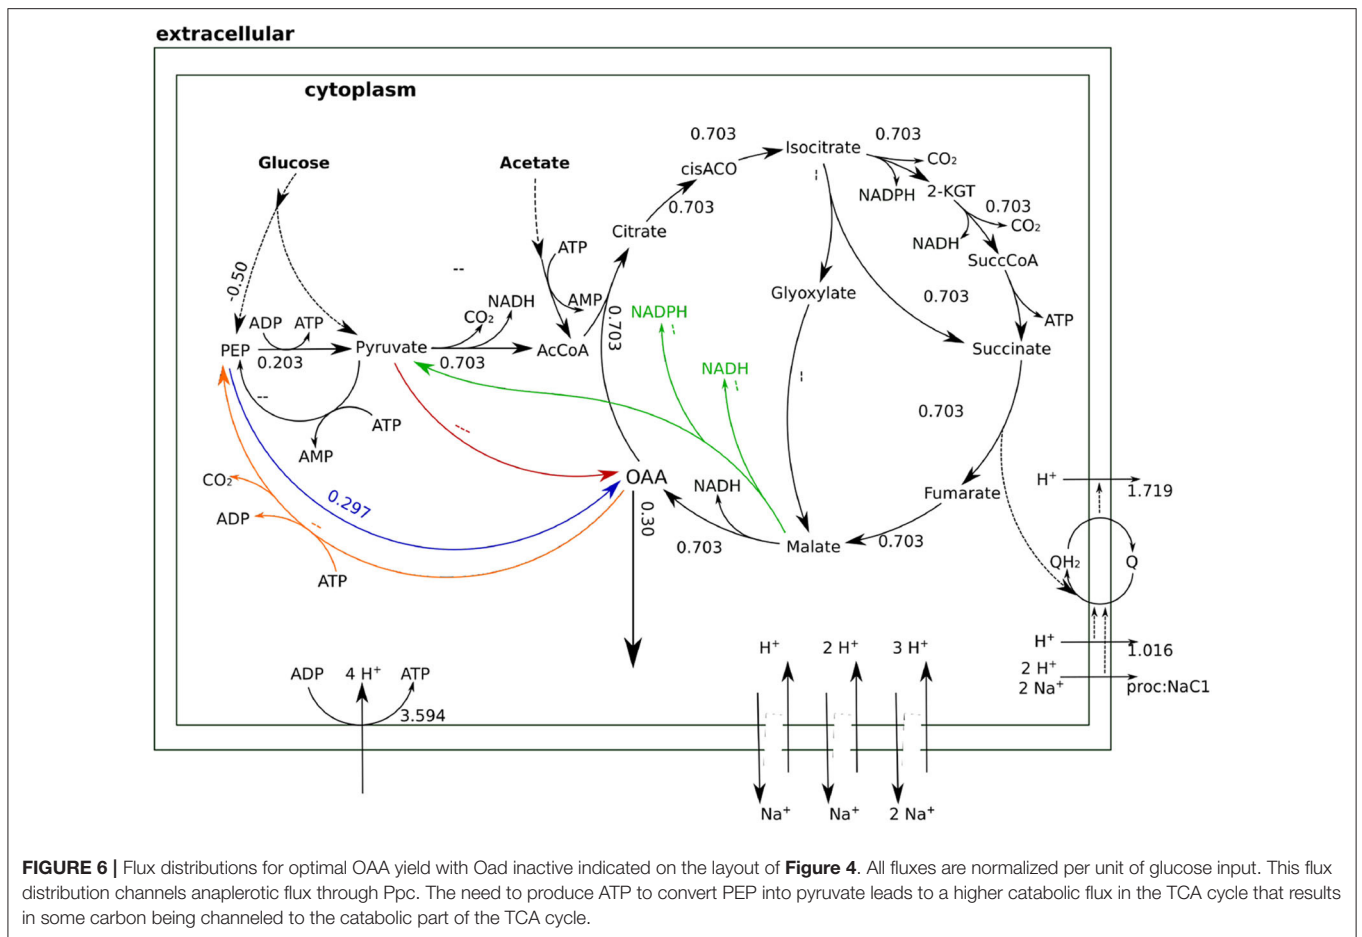 extracellular
cytoplasm
Glucose
Acetate
0.703
Isocitrate
0.703
cisACO
CO₂
NADPH
2-KGT
0.703
0.703
CO₂
Citrate
NADH
SuccCoA
ATP
-0.50
--
AMP
NADH
CO₂
Glyoxylate
0.703
ADP
ATP
0.703
NADPH
ATP
PEP
0.203
Pyruvate
0.703
AcCoA
Succinate
NADH
--
ATP
0.703
AMP
---
CO₂
OAA
NADH
H⁺
1.719
Fumarate
0.297
ADP
--
0.30
0.703
Malate
0.703
QH₂
Q
ATP
H⁺
2 H⁺
3 H⁺
H⁺
1.016
ADP
4 H⁺
ATP
2 H⁺
2 Na⁺
proc:NaC1
3.594
Na⁺
Na⁺
2 Na⁺
FIGURE 6 | Flux distributions for optimal OAA yield with Oad inactive indicated on the layout of Figure 4. All fluxes are normalized per unit of glucose input. This flux
distribution channels anaplerotic flux through Ppc. The need to produce ATP to convert PEP into pyruvate leads to a higher catabolic flux in the TCA cycle that results
in some carbon being channeled to the catabolic part of the TCA cycle.